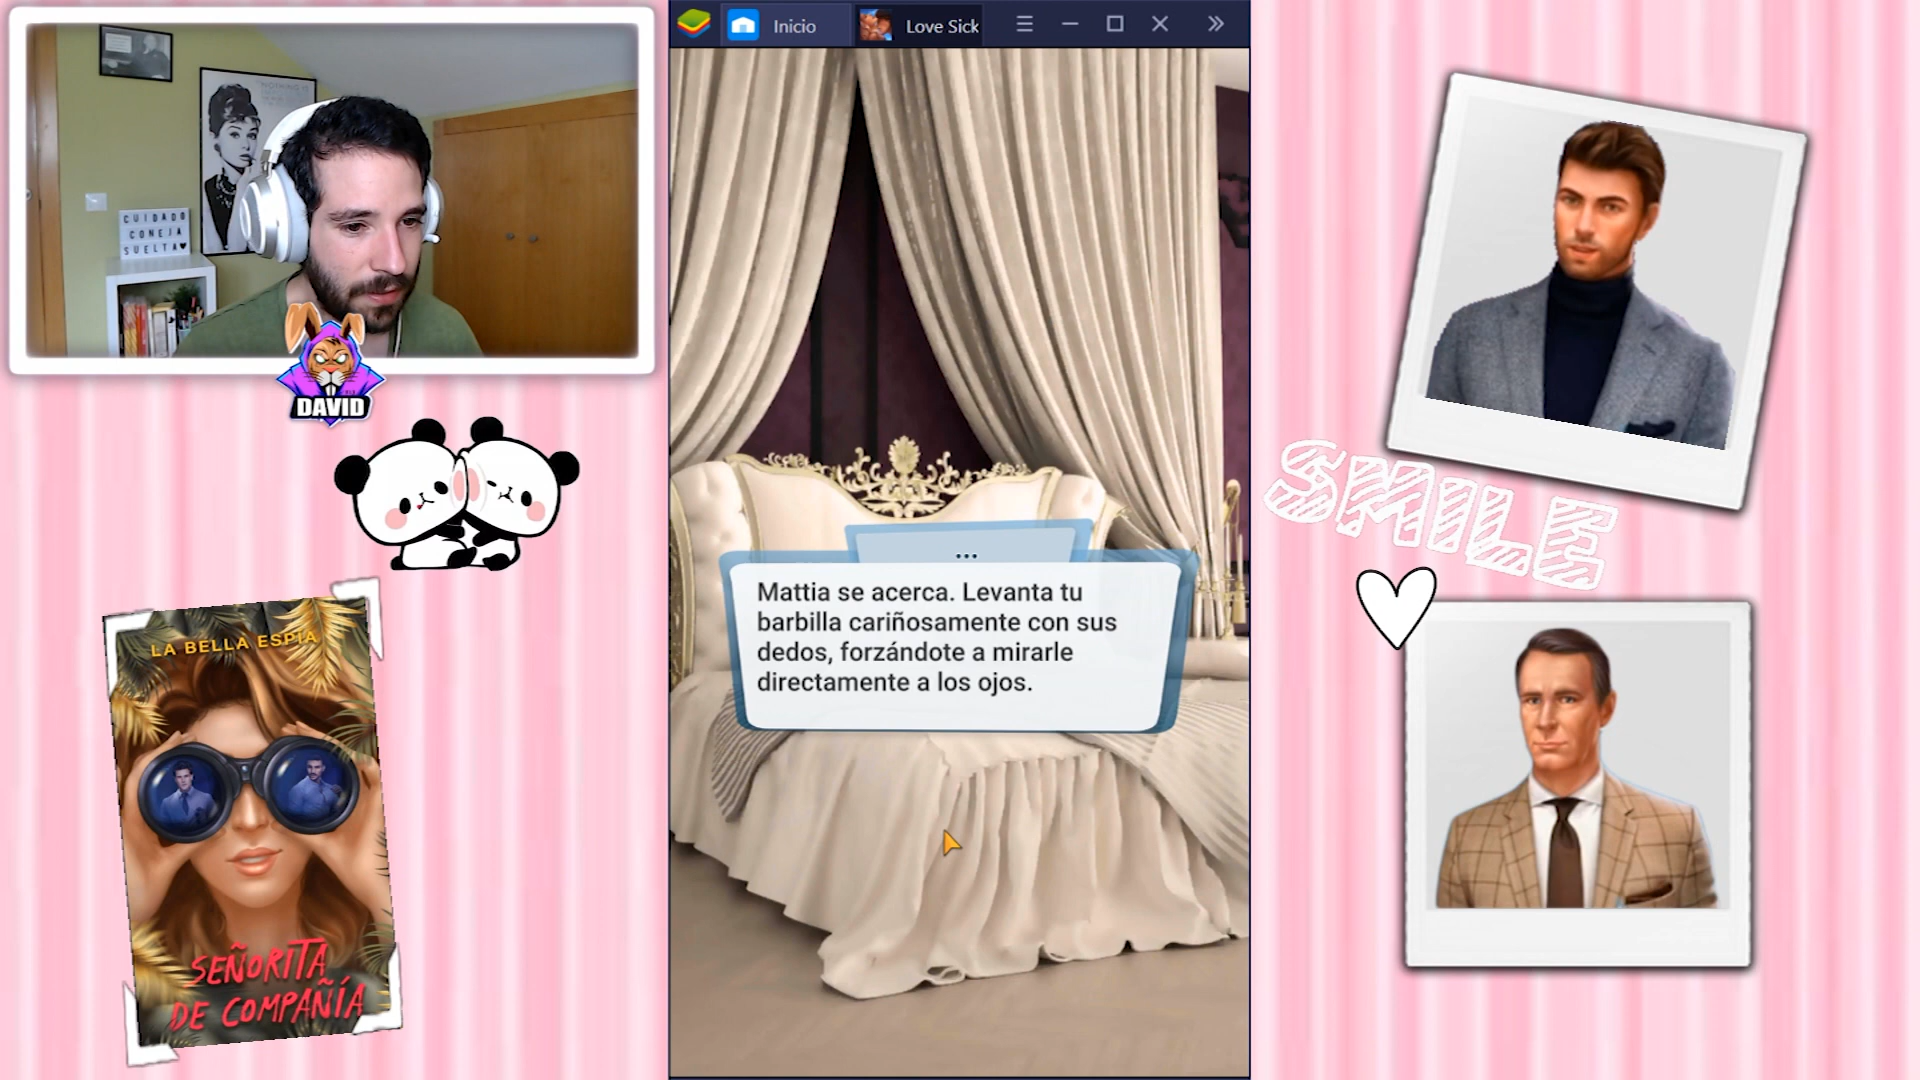 Inicio
Love Sick
CUIDADO
CONEJA
SUELTA♥
DAVID
SMILE
LA BELLA ESPÍA
SEÑORITA
DE COMPAÑÍA
...
Mattia se acerca. Levanta tu
barbilla cariñosamente con sus
dedos, forzándote a mirarle
directamente a los ojos.